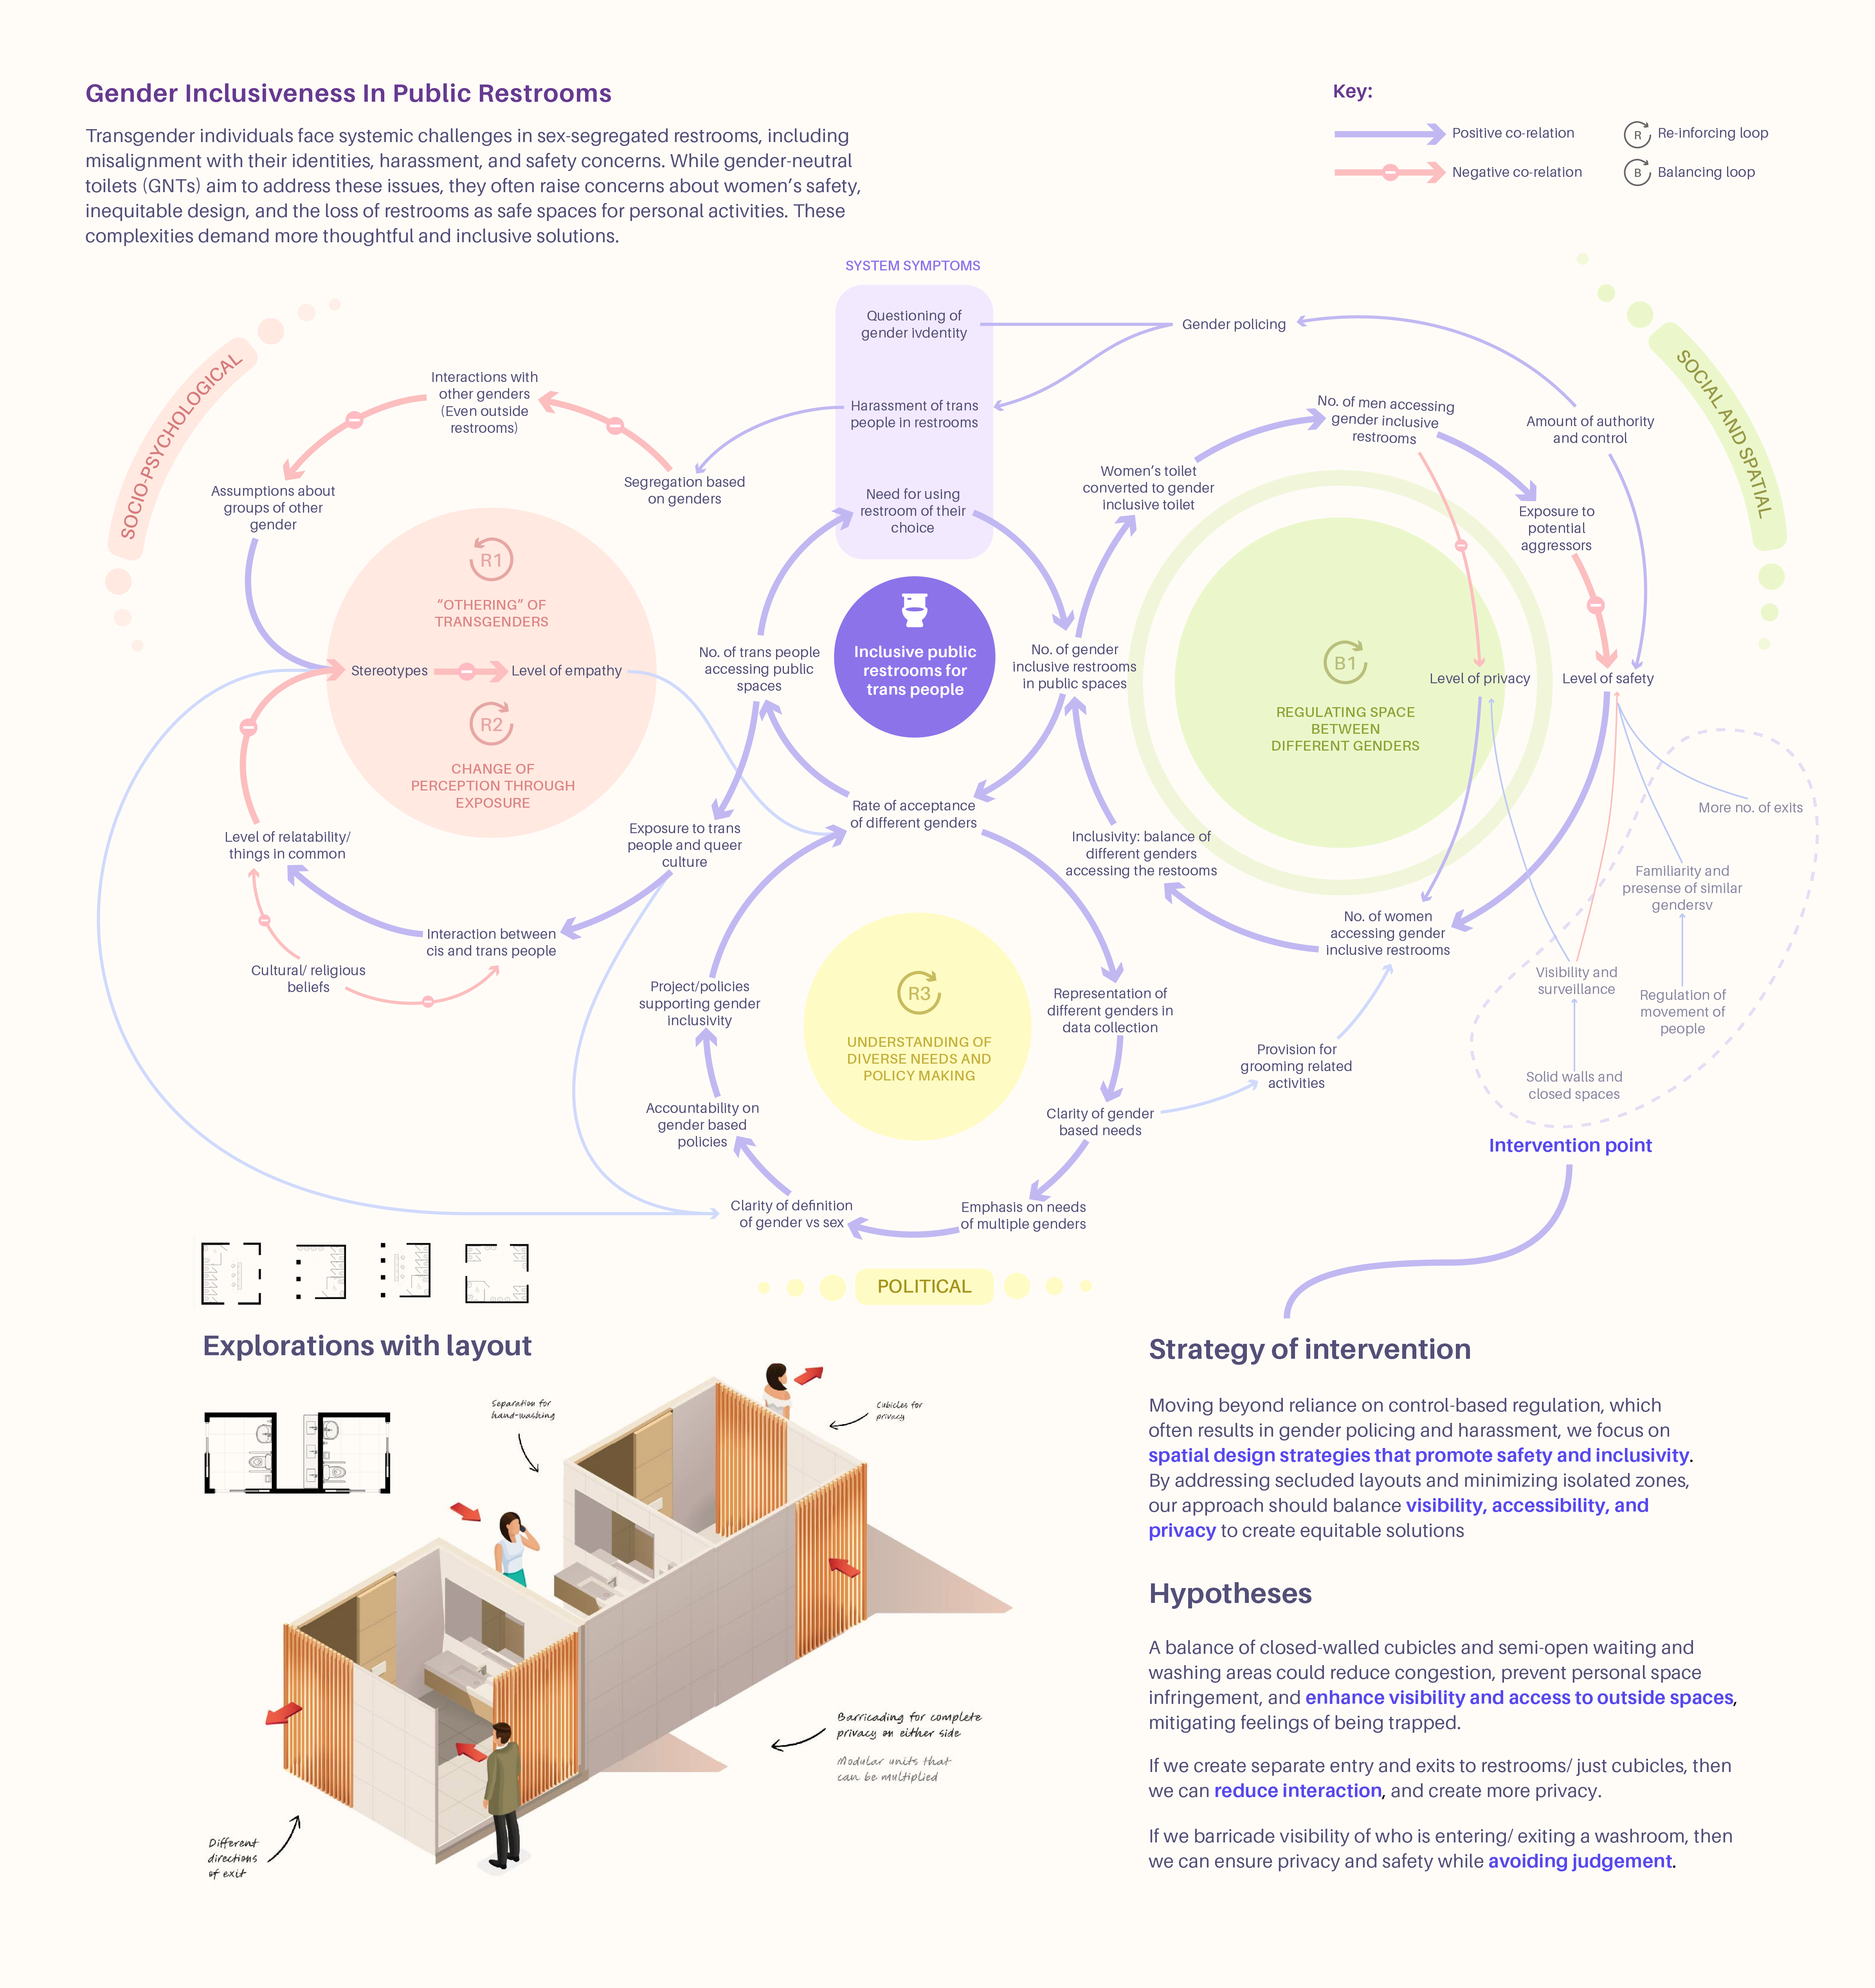 Gender Inclusiveness In Public Restrooms
Transgender individuals face systemic challenges in sex-segregated restrooms, including
misalignment with their identities, harassment, and safety concerns. While gender-neutral
toilets (GNTs) aim to address these issues, they often raise concerns about women's safety,
inequitable design, and the loss of restrooms as safe spaces for personal activities. These
complexities demand more thoughtful and inclusive solutions.
Key:
Positive co-relation
R
Re-inforcing loop
Negative co-relation
B
Balancing loop
SYSTEM SYMPTOMS
Questioning of
gender ivdentity
Harassment of trans
people in restrooms
Need for using
restroom of their
choice
Gender policing
SOCIO-PSYCHOLOGICAL
Interactions with
other genders
(Even outside
restrooms)
Segregation based
on genders
Assumptions about
groups of other
gender
R1
"OTHERING" OF
TRANSGENDERS
Stereotypes
Level of empathy
R2
CHANGE OF
PERCEPTION THROUGH
EXPOSURE
Level of relatability/
things in common
Interaction between
cis and trans people
Cultural/ religious
beliefs
No. of trans people
accessing public
spaces
Exposure to trans
people and queer
culture
Inclusive public
restrooms for
trans people
No. of gender
inclusive restrooms
in public spaces
Rate of acceptance
of different genders
SOCIAL AND SPATIAL
No. of men accessing
gender inclusive
restrooms
Amount of authority
and control
Women's toilet
converted to gender
inclusive toilet
Exposure to
potential
aggressors
B1
REGULATING SPACE
BETWEEN
DIFFERENT GENDERS
Level of privacy
Level of safety
Inclusivity: balance of
different genders
accessing the restooms
No. of women
accessing gender
inclusive restrooms
More no. of exits
Familiarity and
presense of similar
gendersv
Visibility and
surveillance
Regulation of
movement of
people
Solid walls and
closed spaces
Intervention point
Project/policies
supporting gender
inclusivity
R3
UNDERSTANDING OF
DIVERSE NEEDS AND
POLICY MAKING
Representation of
different genders in
data collection
Provision for
grooming related
activities
Accountability on
gender based
policies
Clarity of gender
based needs
Clarity of definition
of gender vs sex
Emphasis on needs
of multiple genders
POLITICAL
Explorations with layout
Separation for
hand-washing
Cubicles for
privacy
Barricading for complete
privacy on either side
Modular units that
can be multiplied
Different
directions
of exit
Strategy of intervention
Moving beyond reliance on control-based regulation, which
often results in gender policing and harassment, we focus on
spatial design strategies that promote safety and inclusivity.
By addressing secluded layouts and minimizing isolated zones,
our approach should balance visibility, accessibility, and
privacy to create equitable solutions
Hypotheses
A balance of closed-walled cubicles and semi-open waiting and
washing areas could reduce congestion, prevent personal space
infringement, and enhance visibility and access to outside spaces,
mitigating feelings of being trapped.
If we create separate entry and exits to restrooms/ just cubicles, then
we can reduce interaction, and create more privacy.
If we barricade visibility of who is entering/ exiting a washroom, then
we can ensure privacy and safety while avoiding judgement.